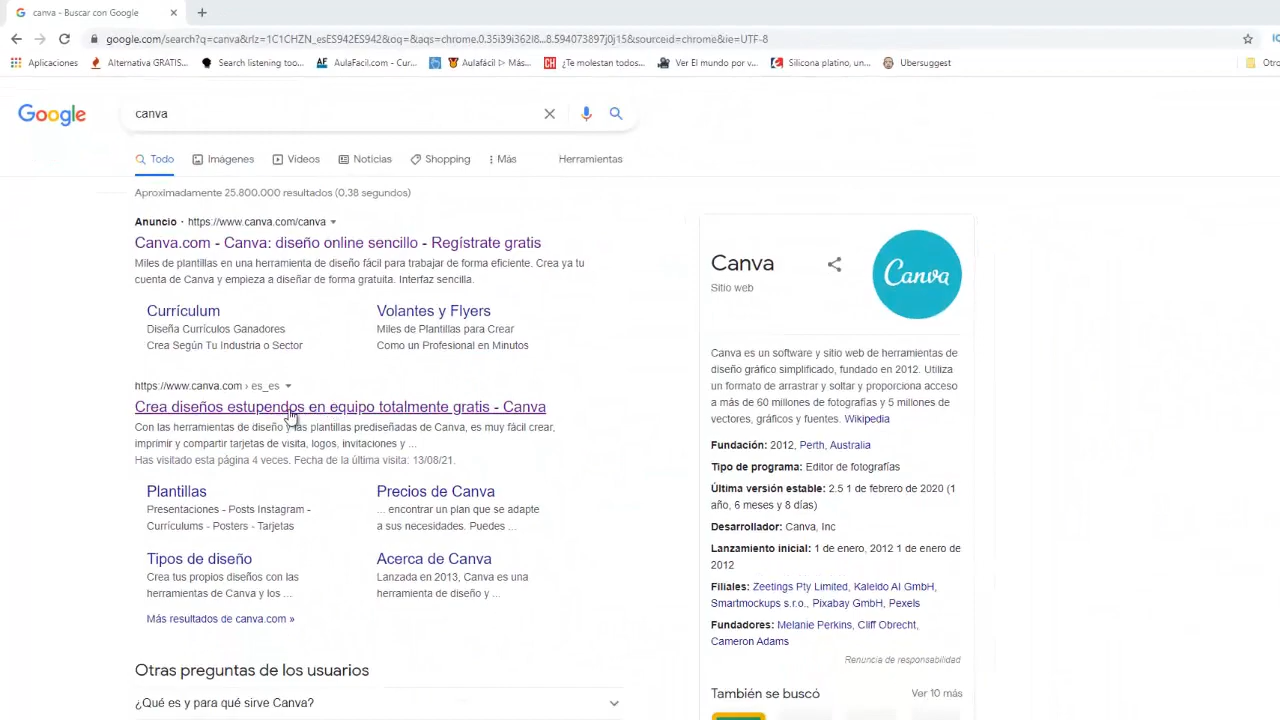 canva - Buscar con Google
google.com/search?q=canva&rlz=1C1CHZN_esES942ES942&oq=&aqs=chrome.0.35i39i362l8...8.594073897j0j15&sourceid=chrome&ie=UTF-8
Aplicaciones
Alternativa GRATIS...
Search listening too...
AulaFacil.com - Cur...
Aulafácil ▷ Más...
¿Te molestan todos...
Ver El mundo por v...
Silicona platino, un...
Ubersuggest
Otro
Google
canva
Todo
Imágenes
Vídeos
Noticias
Shopping
Más
Herramientas
Aproximadamente 25.800.000 resultados (0,38 segundos)
Anuncio · https://www.canva.com/canva
Canva.com - Canva: diseño online sencillo - Regístrate gratis
Miles de plantillas en una herramienta de diseño fácil para trabajar de forma eficiente. Crea ya tu
cuenta de Canva y empieza a diseñar de forma gratuita. Interfaz sencilla.
Currículum
Diseña Currículos Ganadores
Crea Según Tu Industria o Sector
Volantes y Flyers
Miles de Plantillas para Crear
Como un Profesional en Minutos
https://www.canva.com › es_es
Crea diseños estupendos en equipo totalmente gratis - Canva
Con las herramientas de diseño y las plantillas prediseñadas de Canva, es muy fácil crear,
imprimir y compartir tarjetas de visita, logos, invitaciones y ...
Has visitado esta página 4 veces. Fecha de la última visita: 13/08/21.
Plantillas
Presentaciones - Posts Instagram -
Currículums - Posters - Tarjetas
Precios de Canva
... encontrar un plan que se adapte
a sus necesidades. Puedes ...
Tipos de diseño
Crea tus propios diseños con las
herramientas de Canva y los ...
Acerca de Canva
Lanzada en 2013, Canva es una
herramienta de diseño y ...
Más resultados de canva.com »
Otras preguntas de los usuarios
¿Qué es y para qué sirve Canva?
Canva
Sitio web
Canva
Canva es un software y sitio web de herramientas de
diseño gráfico simplificado, fundado en 2012. Utiliza
un formato de arrastrar y soltar y proporciona acceso
a más de 60 millones de fotografías y 5 millones de
vectores, gráficos y fuentes. Wikipedia
Fundación: 2012, Perth, Australia
Tipo de programa: Editor de fotografías
Última versión estable: 2.5 1 de febrero de 2020 (1
año, 6 meses y 8 días)
Desarrollador: Canva, Inc
Lanzamiento inicial: 1 de enero, 2012 1 de enero de
2012
Filiales: Zeetings Pty Limited, Kaleido AI GmbH,
Smartmockups s.r.o., Pixabay GmbH, Pexels
Fundadores: Melanie Perkins, Cliff Obrecht,
Cameron Adams
Renuncia de responsabilidad
También se buscó
Ver 10 más